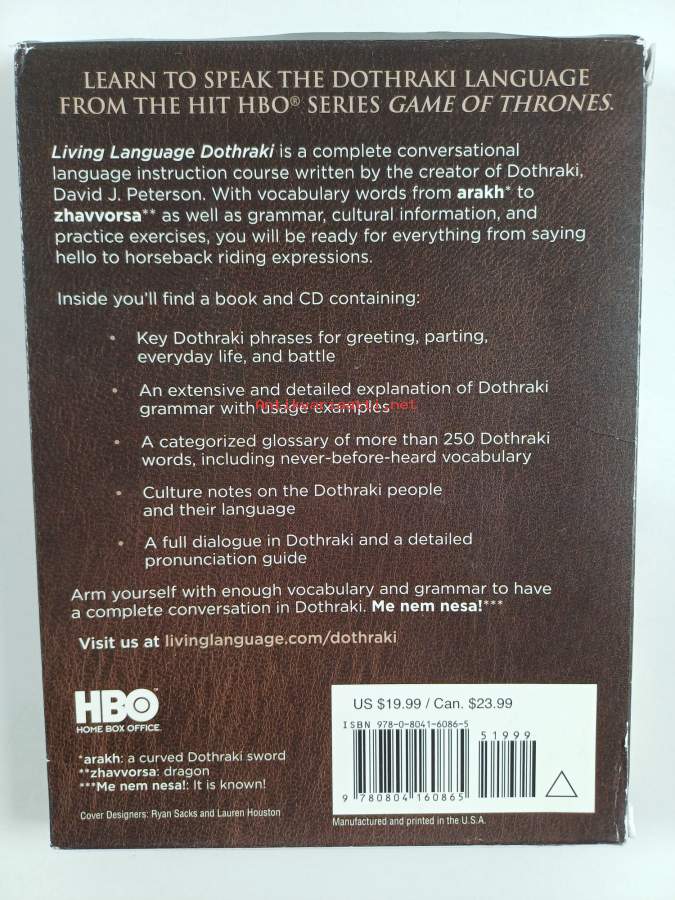 LEARN TO SPEAK THE DOTHRAKI LANGUAGE
FROM THE HIT HBO® SERIES GAME OF THRONES.
Living Language Dothraki is a complete conversational
language instruction course written by the creator of Dothraki,
David J. Peterson. With vocabulary words from arakh* to
zhavvorsa** as well as grammar, cultural information, and
practice exercises, you will be ready for everything from saying
hello to horseback riding expressions.
Inside you'll find a book and CD containing:
• Key Dothraki phrases for greeting, parting,
everyday life, and battle
• An extensive and detailed explanation of Dothraki
grammar with usage examples
• A categorized glossary of more than 250 Dothraki
words, including never-before-heard vocabulary
• Culture notes on the Dothraki people
and their language
• A full dialogue in Dothraki and a detailed
pronunciation guide
Arm yourself with enough vocabulary and grammar to have
a complete conversation in Dothraki. Me nem nesa!***
Visit us at livinglanguage.com/dothraki
HBO™
HOME BOX OFFICE
*arakh: a curved Dothraki sword
**zhavvorsa: dragon
***Me nem nesa!: It is known!
Cover Designers: Ryan Sacks and Lauren Houston
US $19.99 / Can. $23.99
ISBN 978-0-8041-6086-5
51999
9 780804 160865
Manufactured and printed in the U.S.A.